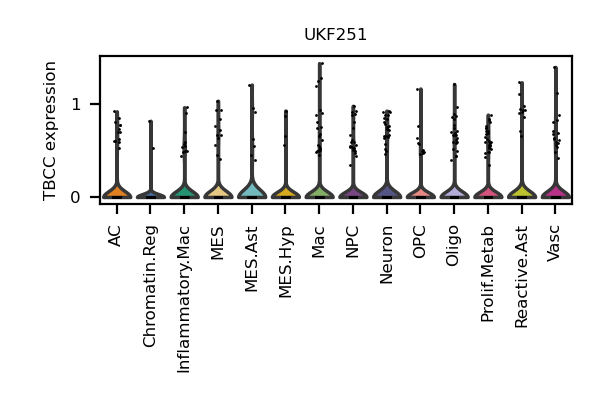 UKF251
TBCC expression
1
0
AC
Chromatin.Reg
Inflammatory.Mac
MES
MES.Ast
MES.Hyp
Mac
NPC
Neuron
OPC
Oligo
Prolif.Metab
Reactive.Ast
Vasc